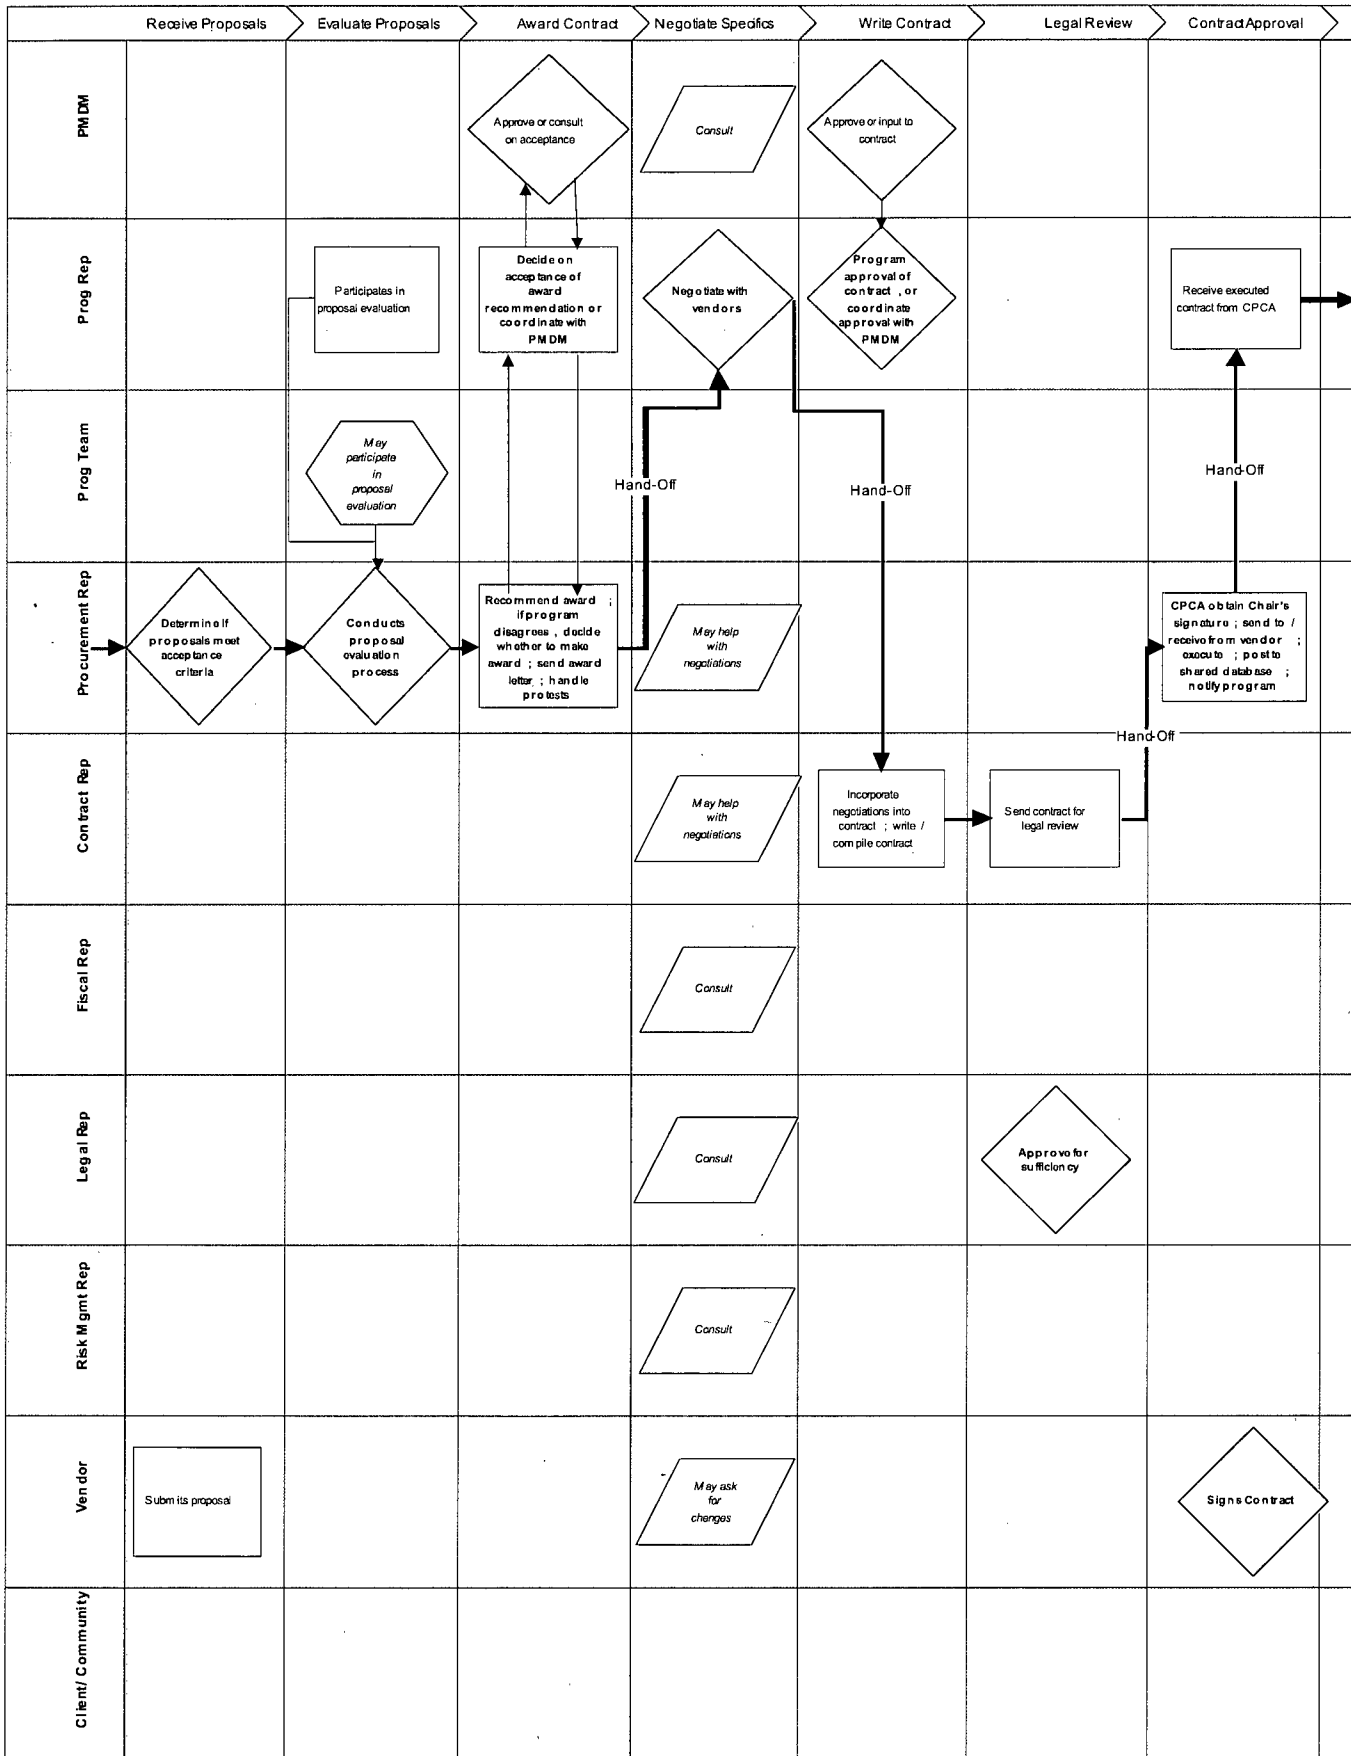 Receive Proposals
Evaluate Proposals
Award Contract
Negotiate Specifics
Write Contract
Legal Review
Contract Approval
PMDM
Approve or consult
on acceptance
Consult
Approve or input to
contract
Prog Rep
Participates in
proposal evaluation
Decide on
acceptance of
award
recommendation or
coordinate with
PMDM
Negotiate with
vendors
Program
approval of
contract , or
coordinate
approval with
PMDM
Receive executed
contract from CPCA
Prog Team
May
participate
in
proposal
evaluation
Hand-Off
Hand-Off
Hand-Off
Procurement Rep
Determine if
proposals meet
acceptance
criteria
Conducts
proposal
evaluation
process
Recommend award ;
if program
disagrees , decide
whether to make
award ; send award
letter ; handle
protests
May help
with
negotiations
CPCA obtain Chair's
signature ; send to /
receive from vendor ;
execute ; post to
shared database ;
notify program
Hand-Off
Contract Rep
May help
with
negotiations
Incorporate
negotiations into
contract ; write /
compile contract
Send contract for
legal review
Fiscal Rep
Consult
Legal Rep
Consult
Approve for
sufficiency
Risk Mgmt Rep
Consult
Vendor
Submits proposal
May ask
for
changes
Signs Contract
Client/ Community